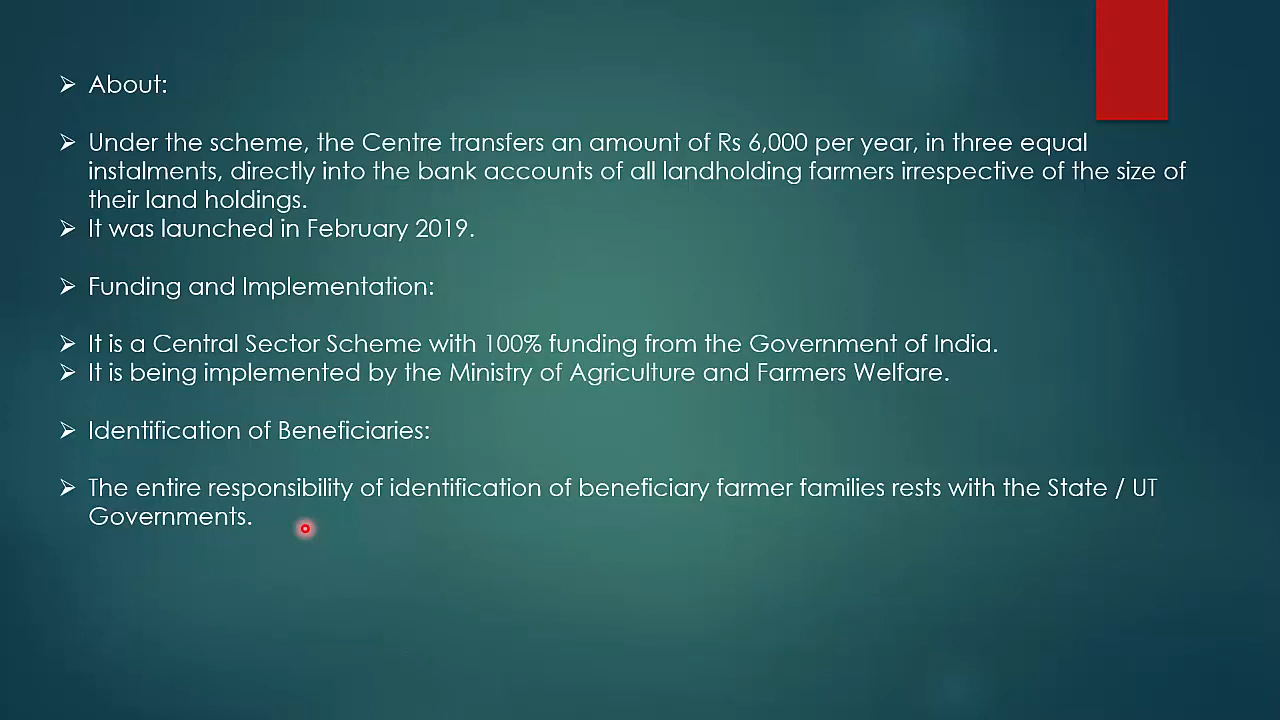 ➢ About:
➢ Under the scheme, the Centre transfers an amount of Rs 6,000 per year, in three equal
instalments, directly into the bank accounts of all landholding farmers irrespective of the size of
their land holdings.
➢ It was launched in February 2019.
➢ Funding and Implementation:
➢ It is a Central Sector Scheme with 100% funding from the Government of India.
➢ It is being implemented by the Ministry of Agriculture and Farmers Welfare.
➢ Identification of Beneficiaries:
➢ The entire responsibility of identification of beneficiary farmer families rests with the State / UT
Governments.